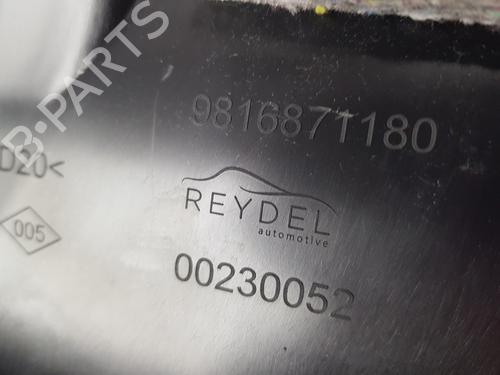 B-PARTS
9816871180
D20<
REYDEL
automotive
005
00230052